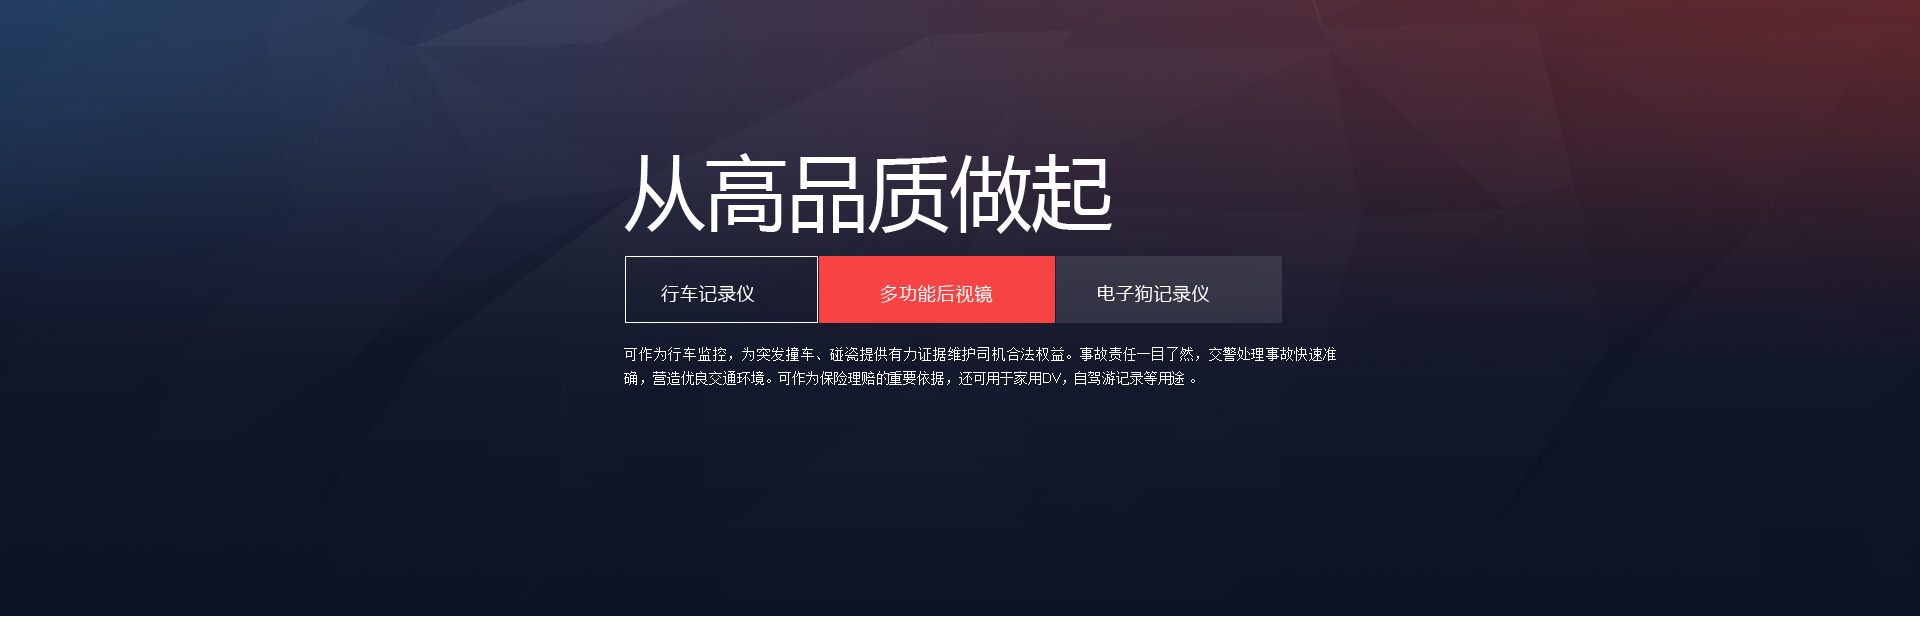 从高品质做起
行车记录仪 多功能后视镜 电子狗记录仪
可作为行车监控，为突发撞车、碰瓷提供有力证据维护司机合法权益。事故责任一目了然，交警处理事故快速准
确，营造优良交通环境。可作为保险理赔的重要依据，还可用于家用DV，自驾游记录等用途 。